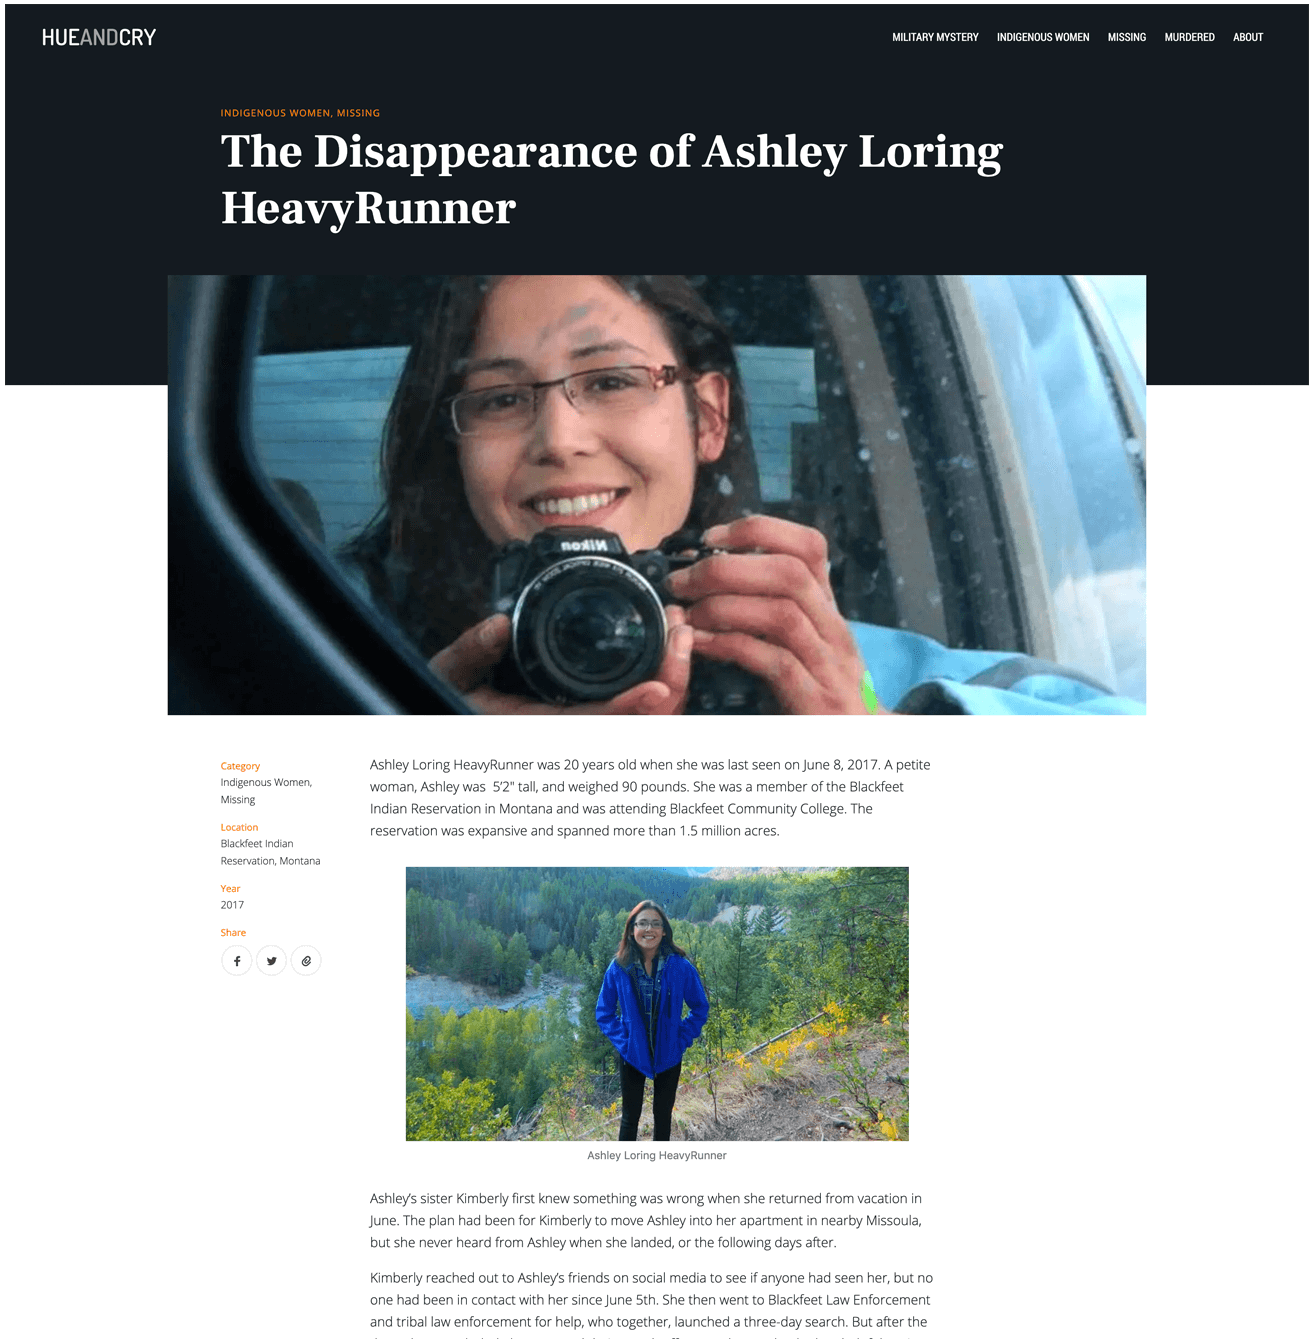 HUEANDCRY
MILITARY MYSTERY INDIGENOUS WOMEN MISSING MURDERED ABOUT
INDIGENOUS WOMEN, MISSING
The Disappearance of Ashley Loring
HeavyRunner
Nikon
Category
Indigenous Women,
Missing
Location
Blackfeet Indian
Reservation, Montana
Year
2017
Share
Ashley Loring HeavyRunner was 20 years old when she was last seen on June 8, 2017. A petite
woman, Ashley was  5’2" tall, and weighed 90 pounds. She was a member of the Blackfeet
Indian Reservation in Montana and was attending Blackfeet Community College. The
reservation was expansive and spanned more than 1.5 million acres.
Ashley Loring HeavyRunner
Ashley’s sister Kimberly first knew something was wrong when she returned from vacation in
June. The plan had been for Kimberly to move Ashley into her apartment in nearby Missoula,
but she never heard from Ashley when she landed, or the following days after.
Kimberly reached out to Ashley’s friends on social media to see if anyone had seen her, but no
one had been in contact with her since June 5th. She then went to Blackfeet Law Enforcement
and tribal law enforcement for help, who together, launched a three-day search. But after the